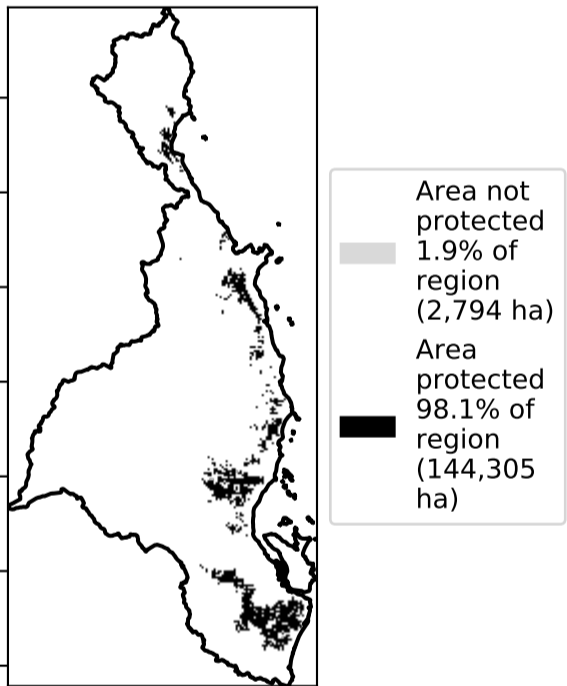 Area not
protected
1.9% of
region
(2,794 ha)
Area
protected
98.1% of
region
(144,305
ha)